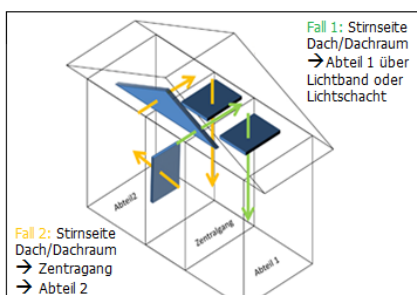 Fall 1: Stirnseite
Dach/Dachraum
→ Abteil 1 über
Lichtband oder
Lichtschacht
Abteil2
Zentralgang
Abteil 1
Fall 2: Stirnseite
Dach/Dachraum
→ Zentragang
→ Abteil 2